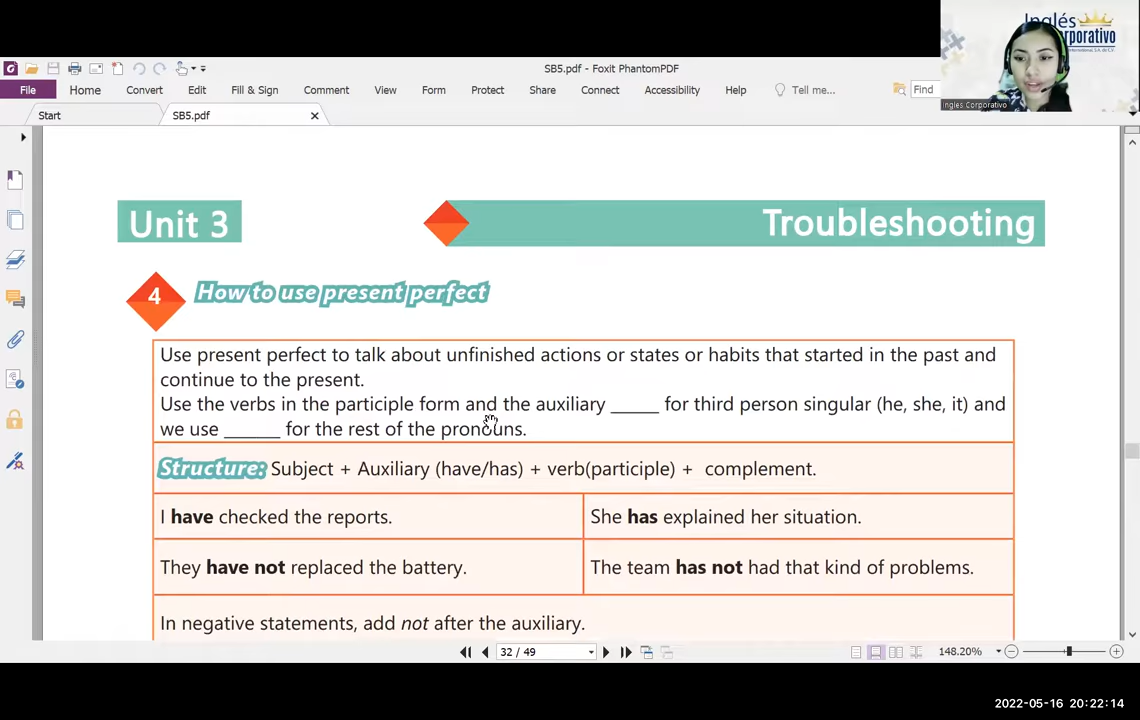 Inglés
Corporativo
International, S.A. de C.V.
Ingles Corporativo
SB5.pdf - Foxit PhantomPDF
File Home Convert Edit Fill & Sign Comment View Form Protect Share Connect Accessibility Help Tell me... Find
Start SB5.pdf
Unit 3 Troubleshooting
4 How to use present perfect
Use present perfect to talk about unfinished actions or states or habits that started in the past and
continue to the present.
Use the verbs in the participle form and the auxiliary _____ for third person singular (he, she, it) and
we use ______ for the rest of the pronouns.
Structure: Subject + Auxiliary (have/has) + verb(participle) + complement.
I have checked the reports. She has explained her situation.
They have not replaced the battery. The team has not had that kind of problems.
In negative statements, add not after the auxiliary.
32 / 49 148.20%
2022-05-16 20:22:14